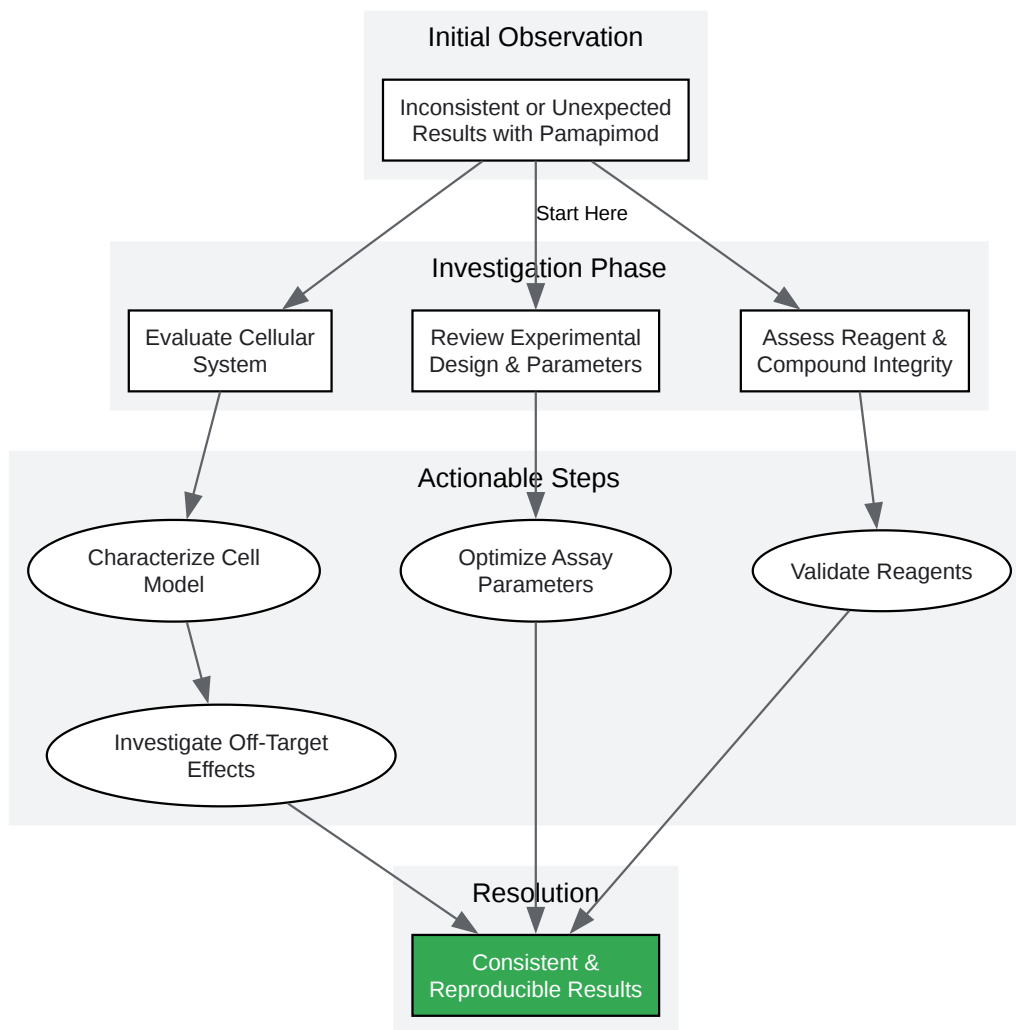 Initial Observation
Inconsistent or Unexpected
Results with Pamapimod
Start Here
Investigation Phase
Evaluate Cellular
System
Review Experimental
Design & Parameters
Assess Reagent &
Compound Integrity
Actionable Steps
Characterize Cell
Model
Optimize Assay
Parameters
Validate Reagents
Investigate Off-Target
Effects
Resolution
Consistent &
Reproducible Results